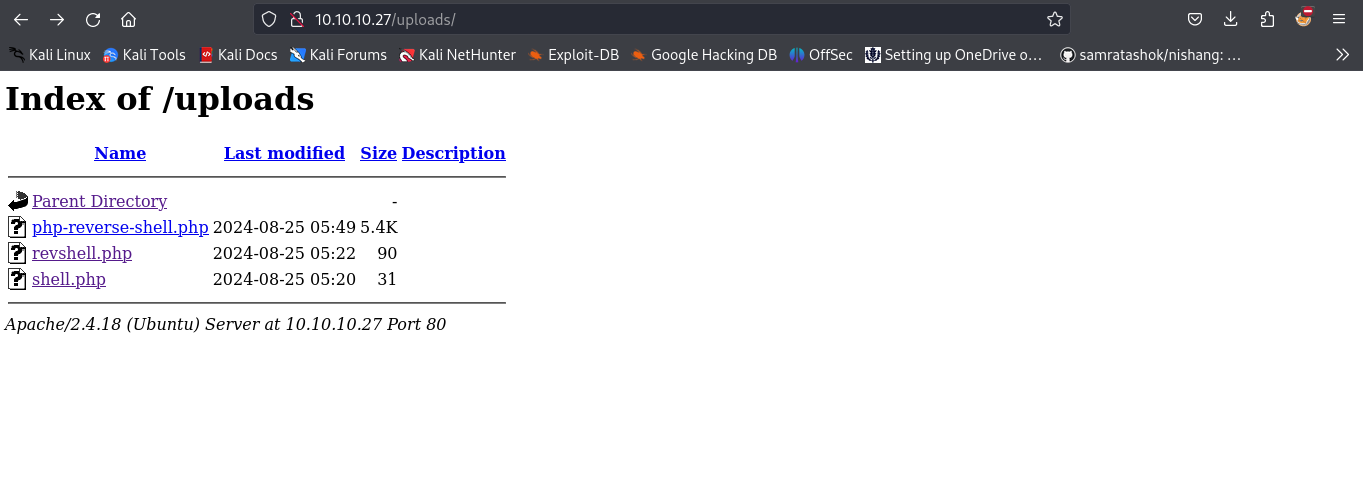 10.10.10.27/uploads/
Kali Linux Kali Tools Kali Docs Kali Forums Kali NetHunter Exploit-DB Google Hacking DB OffSec Setting up OneDrive o... samratashok/nishang: ...
Index of /uploads
Name Last modified Size Description
Parent Directory -
php-reverse-shell.php 2024-08-25 05:49 5.4K
revshell.php 2024-08-25 05:22 90
shell.php 2024-08-25 05:20 31
Apache/2.4.18 (Ubuntu) Server at 10.10.10.27 Port 80